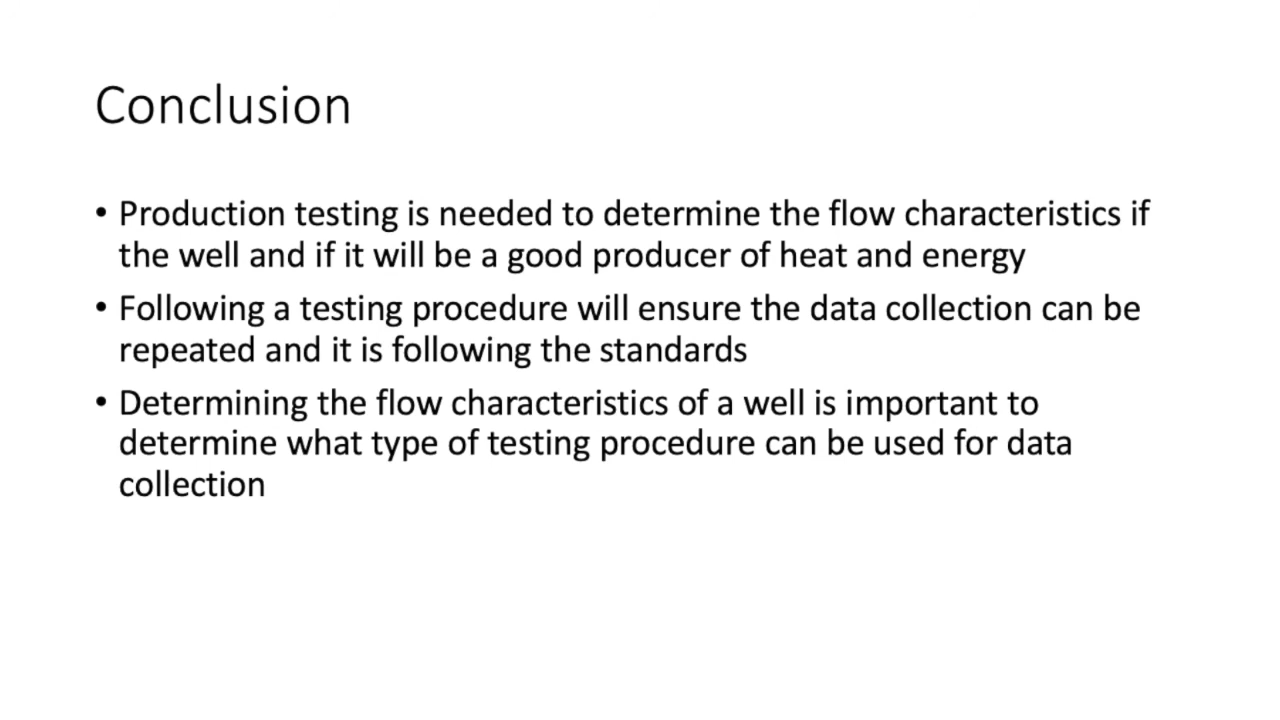 Conclusion
• Production testing is needed to determine the flow characteristics if
the well and if it will be a good producer of heat and energy
• Following a testing procedure will ensure the data collection can be
repeated and it is following the standards
• Determining the flow characteristics of a well is important to
determine what type of testing procedure can be used for data
collection